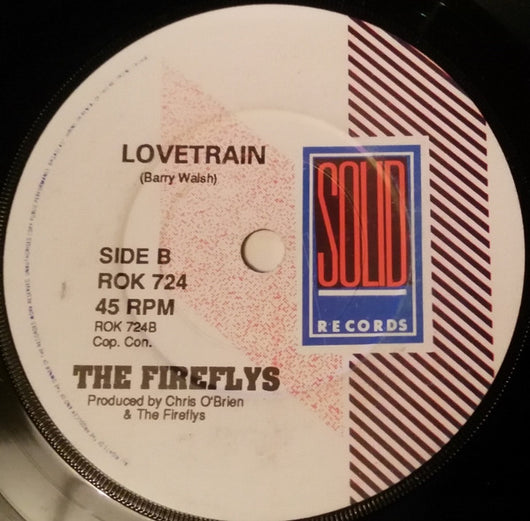 LOVETRAIN
(Barry Walsh)
SOLID
RECORDS
SIDE B
ROK 724
45 RPM
ROK 724B
Cop. Con.
THE FIREFLYS
Produced by Chris O'Brien
& The Fireflys